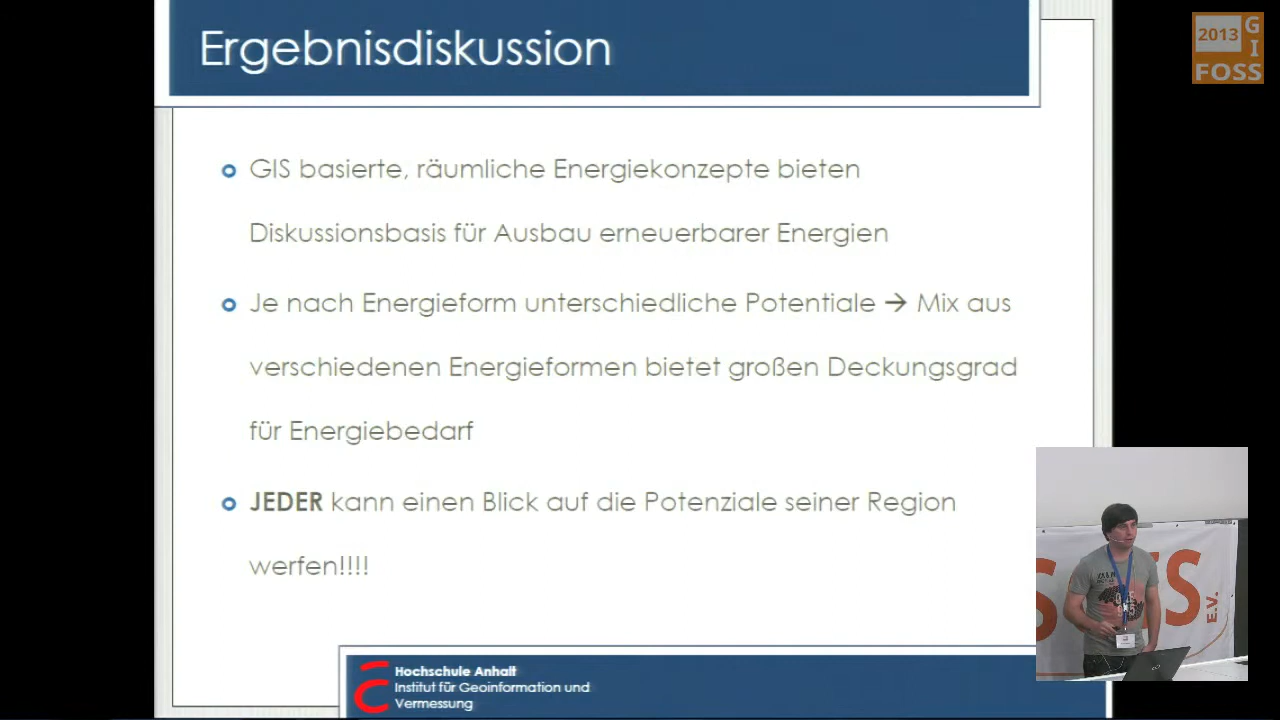 Ergebnisdiskussion
2013 G
I
FOSS
GIS basierte, räumliche Energiekonzepte bieten
Diskussionsbasis für Ausbau erneuerbarer Energien
Je nach Energieform unterschiedliche Potentiale → Mix aus
verschiedenen Energieformen bietet großen Deckungsgrad
für Energiebedarf
JEDER kann einen Blick auf die Potenziale seiner Region
werfen!!!!
E.V.
Hochschule Anhalt
Institut für Geoinformation und
Vermessung